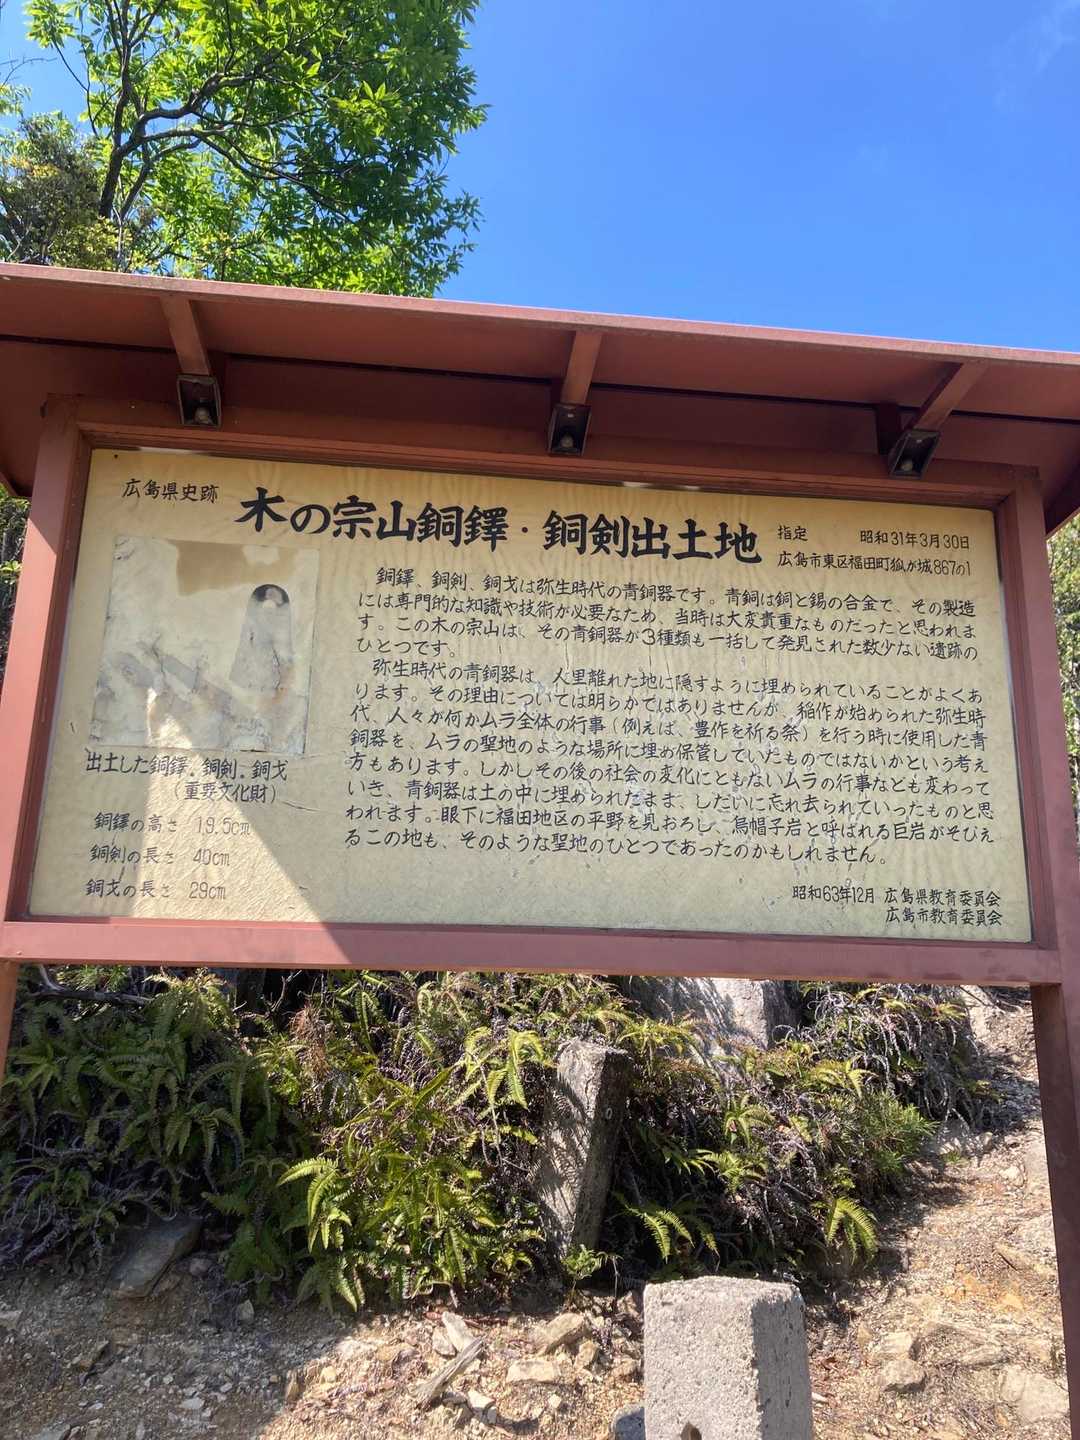 広島県史跡
木の宗山銅鐸・銅剣出土地
指定 昭和31年3月30日
広島市東区福田町狐が城867の1
銅鐸、銅剣、銅戈は弥生時代の青銅器です。青銅は銅と錫の合金で、その製造
には専門的な知識や技術が必要なため、当時は大変貴重なものだったと思われま
す。この木の宗山は、その青銅器が3種類も一括して発見された数少ない遺跡の
ひとつです。
弥生時代の青銅器は、人里離れた地に隠すように埋められていることがよくあ
ります。その理由については明らかではありませんが、稲作が始められた弥生時
代、人々が何かムラ全体の行事（例えば、豊作を祈る祭）を行う時に使用した青
銅器を、ムラの聖地のような場所に埋め保管していたものではないかという考え
方もあります。しかしその後の社会の変化にともないムラの行事なども変わって
いき、青銅器は土の中に埋められたまま、したいに忘れ去られていったものと思
われます。眼下に福田地区の平野を見おろし、烏帽子岩と呼ばれる巨岩がそびえ
るこの地も、そのような聖地のひとつであったのかもしれません。
昭和63年12月 広島県教育委員会
広島市教育委員会
出土した銅鐸.銅剣.銅戈
（重要文化財）
銅鐸の高さ 19.5cm
銅剣の長さ 40cm
銅戈の長さ 29cm